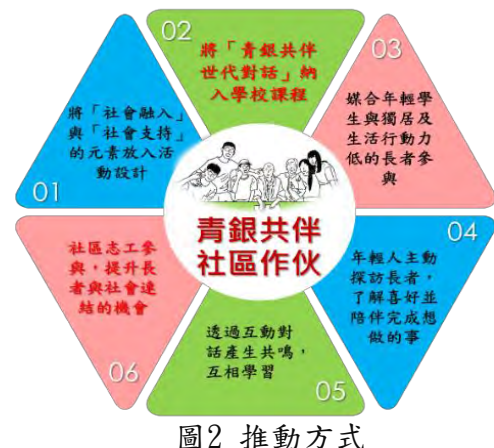 01
將「社會融入」
與「社會支持」
的元素放入活
動設計
02
將「青銀共伴
世代對話」納
入學校課程
03
媒合年輕學
生與獨居及
生活行動力
低的長者參
與
04
年輕人主動
探訪長者，
了解喜好並
陪伴完成想
做的事
05
透過互動對
話產生共鳴，
互相學習
06
社區志工參
與，提升長
者與社會連
結的機會
青銀共伴
社區作伙
圖2 推動方式